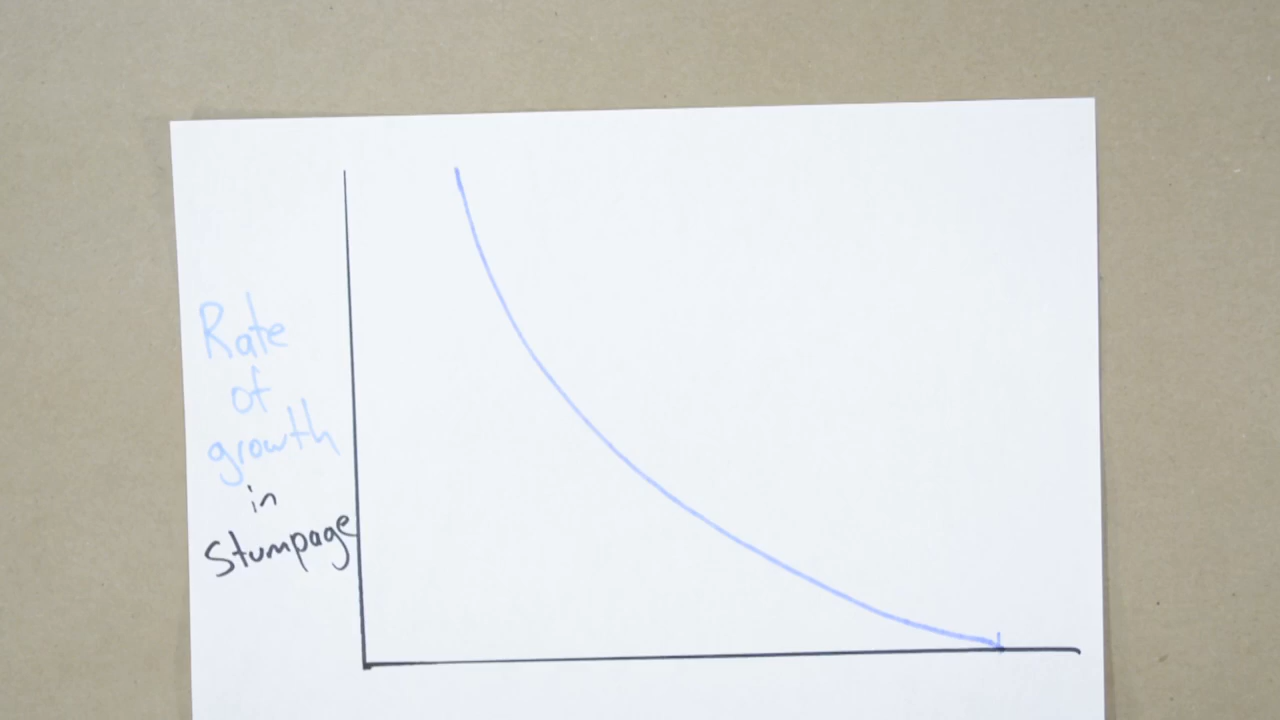 Rate
of
growth
in
Stumpage